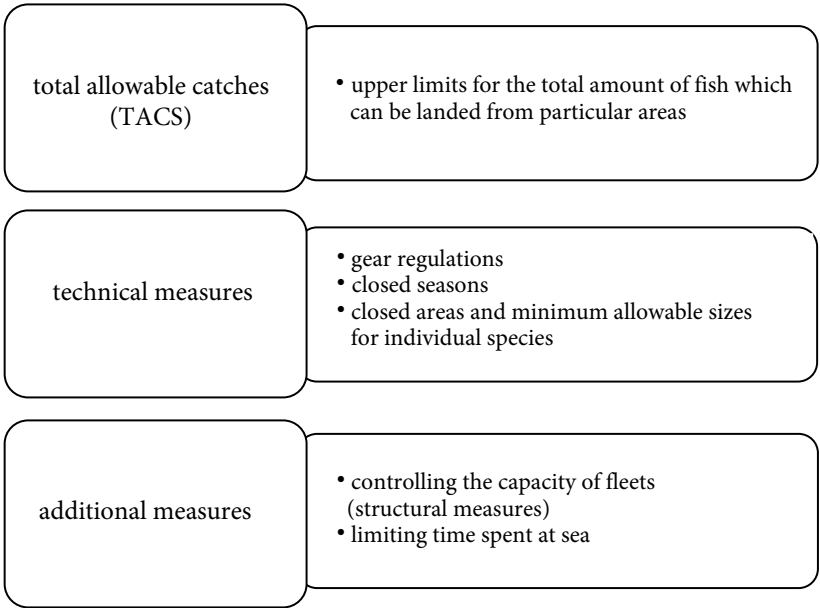 total allowable catches
(TACS)
• upper limits for the total amount of fish which
can be landed from particular areas
technical measures
• gear regulations
• closed seasons
• closed areas and minimum allowable sizes
for individual species
additional measures
• controlling the capacity of fleets
(structural measures)
• limiting time spent at sea